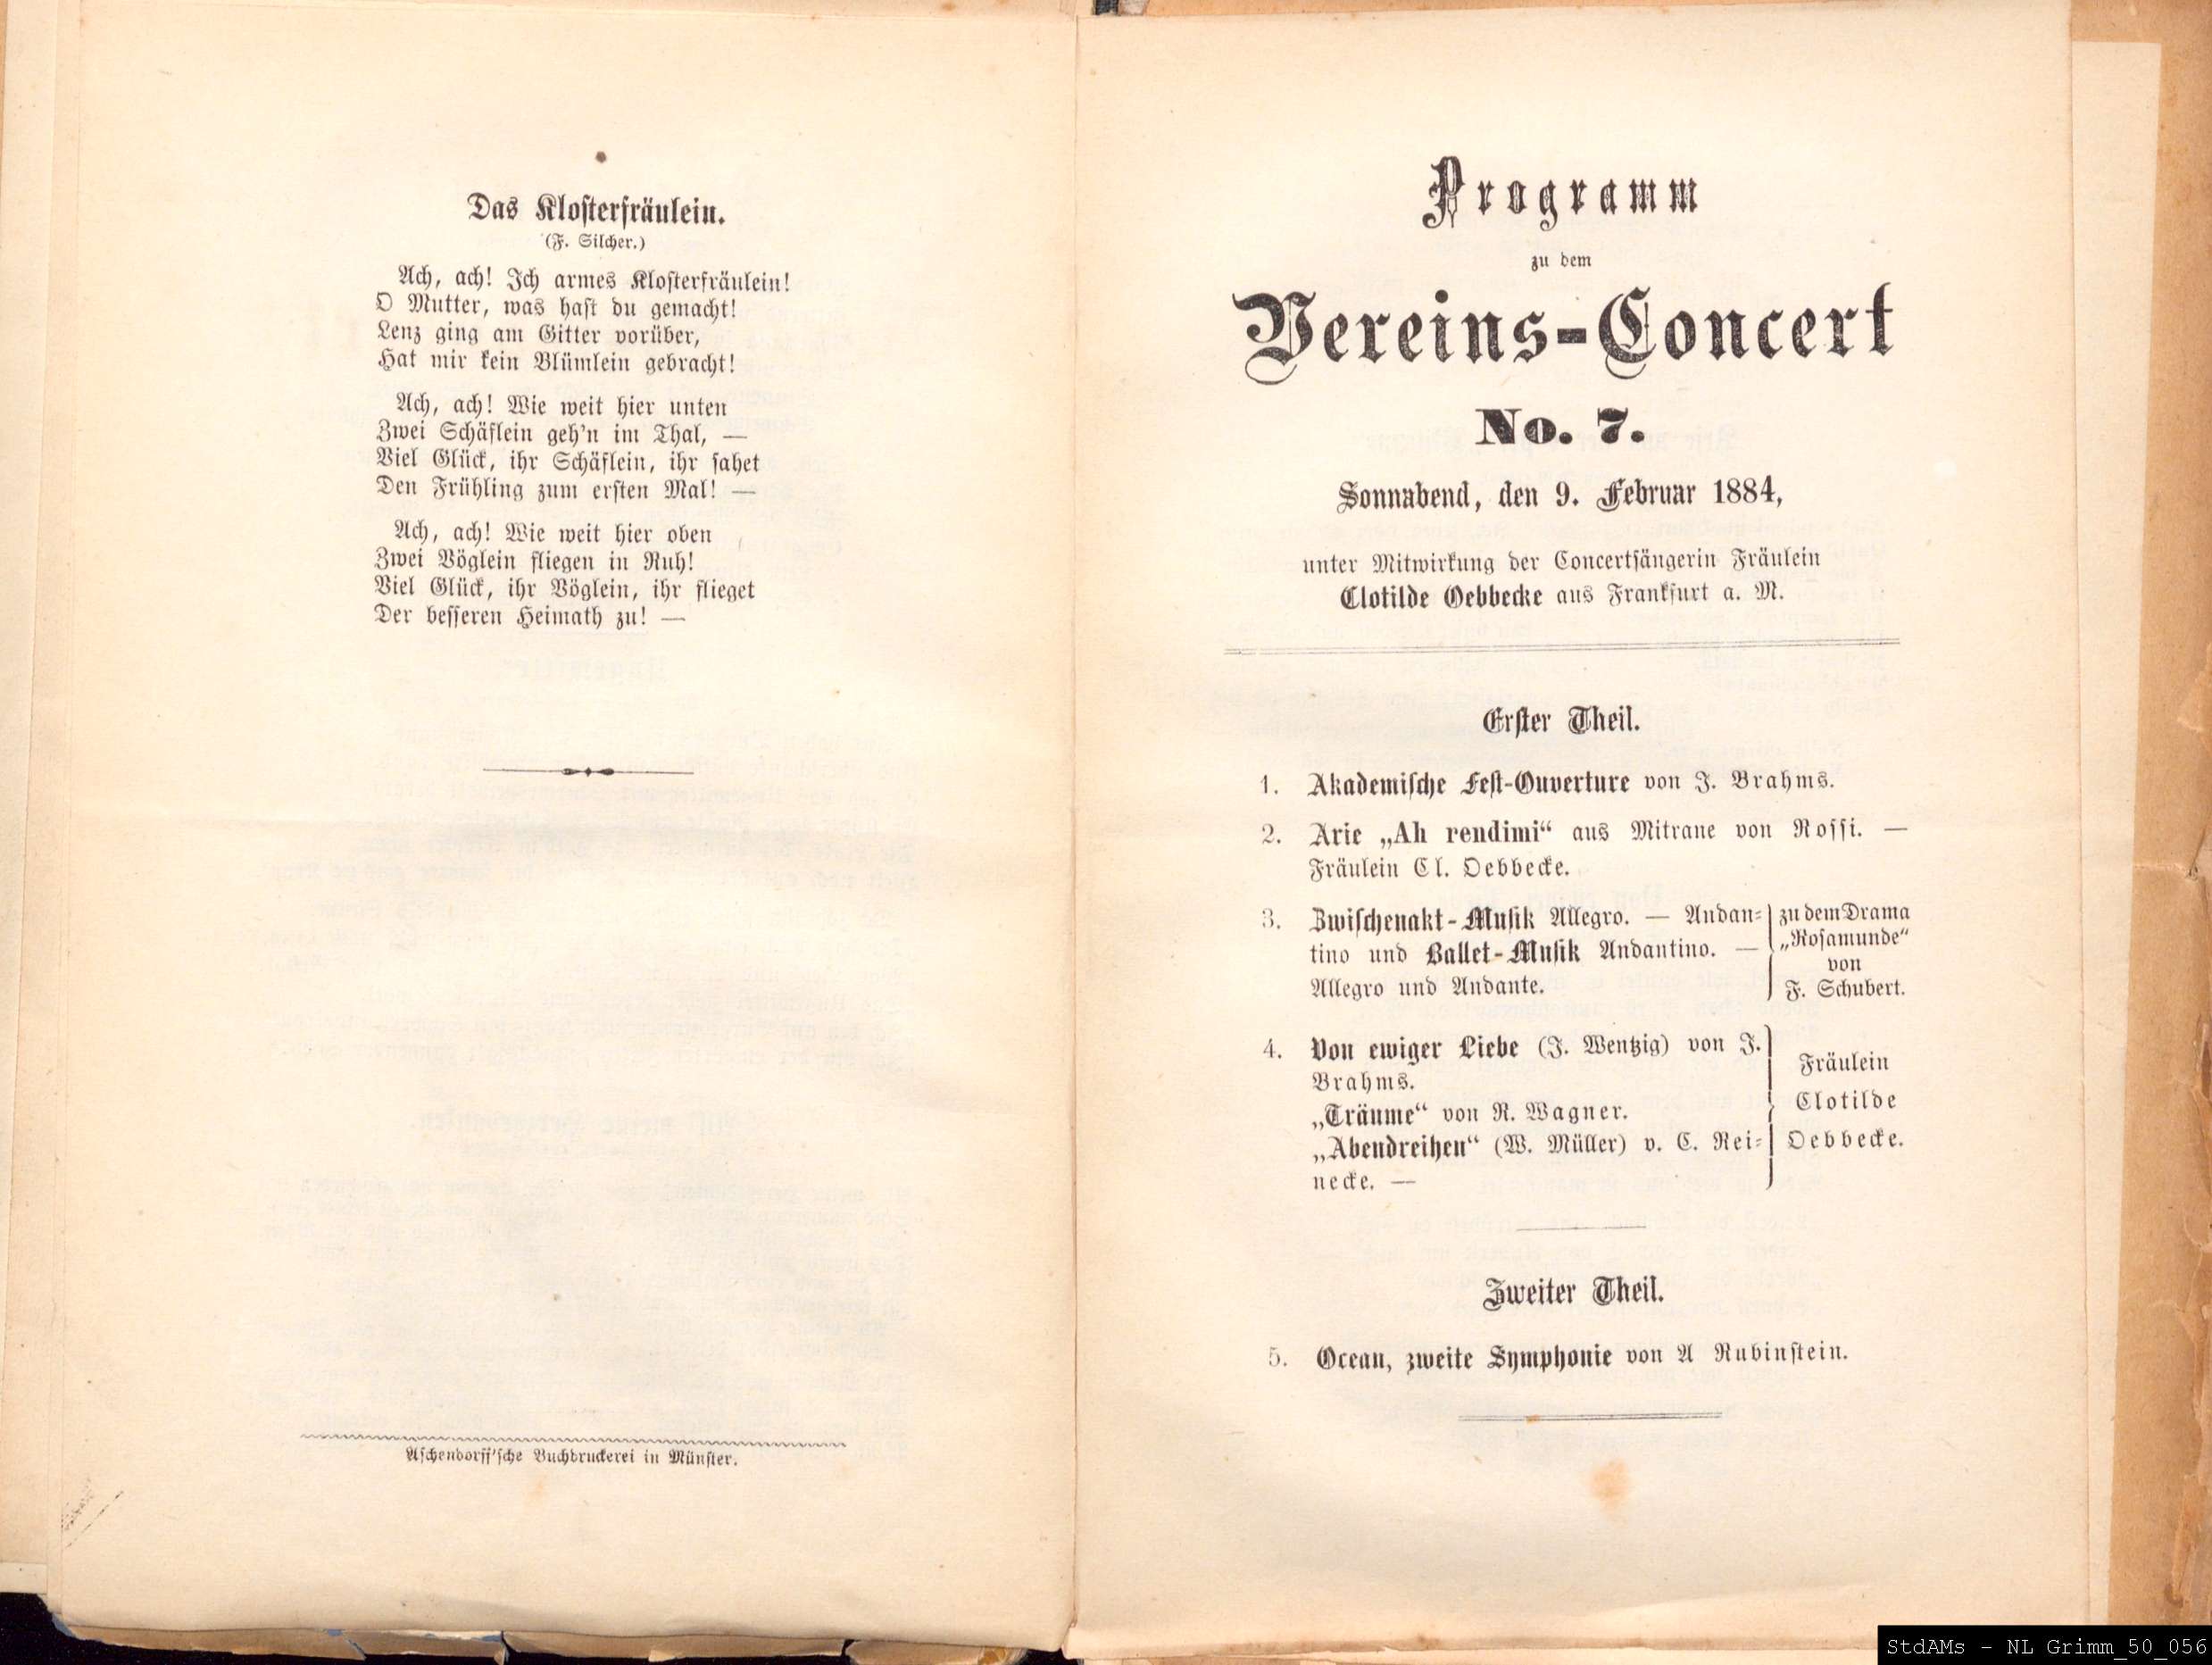 Das Klosterfräulein.
(F. Silcher.)
Ach, ach! Ich armes Klosterfräulein!
O Mutter, was hast du gemacht!
Lenz ging am Gitter vorüber,
Hat mir kein Blümlein gebracht!
Ach, ach! Wie weit hier unten
Zwei Schäflein geh'n im Thal, —
Viel Glück, ihr Schäflein, ihr sahet
Den Frühling zum ersten Mal! —
Ach, ach! Wie weit hier oben
Zwei Vöglein fliegen in Ruh!
Viel Glück, ihr Vöglein, ihr flieget
Der besseren Heimath zu! —
Aschendorff'sche Buchdruckerei in Münster.
Programm
zu dem
Vereins-Concert
No. 7.
Sonnabend, den 9. Februar 1884,
unter Mitwirkung der Concertsängerin Fräulein
Clotilde Oebbecke aus Frankfurt a. M.
Erster Theil.
1. Akademische Fest-Ouverture von J. Brahms.
2. Arie „Ah rendimi“ aus Mitrane von Rossi. —
Fräulein Cl. Oebbecke.
3. Zwischenakt-Musik Allegro. — Andan-
tino und Ballet-Musik Andantino. —
Allegro und Andante.
zu dem Drama
„Rosamunde“
von
F. Schubert.
4. Von ewiger Liebe (J. Wentzig) von J.
Brahms.
„Träume“ von R. Wagner.
„Abendreihen“ (W. Müller) v. C. Rei-
necke. —
Fräulein
Clotilde
Oebbecke.
Zweiter Theil.
5. Ocean, zweite Symphonie von A Rubinstein.
StdAMs - NL Grimm_50_056